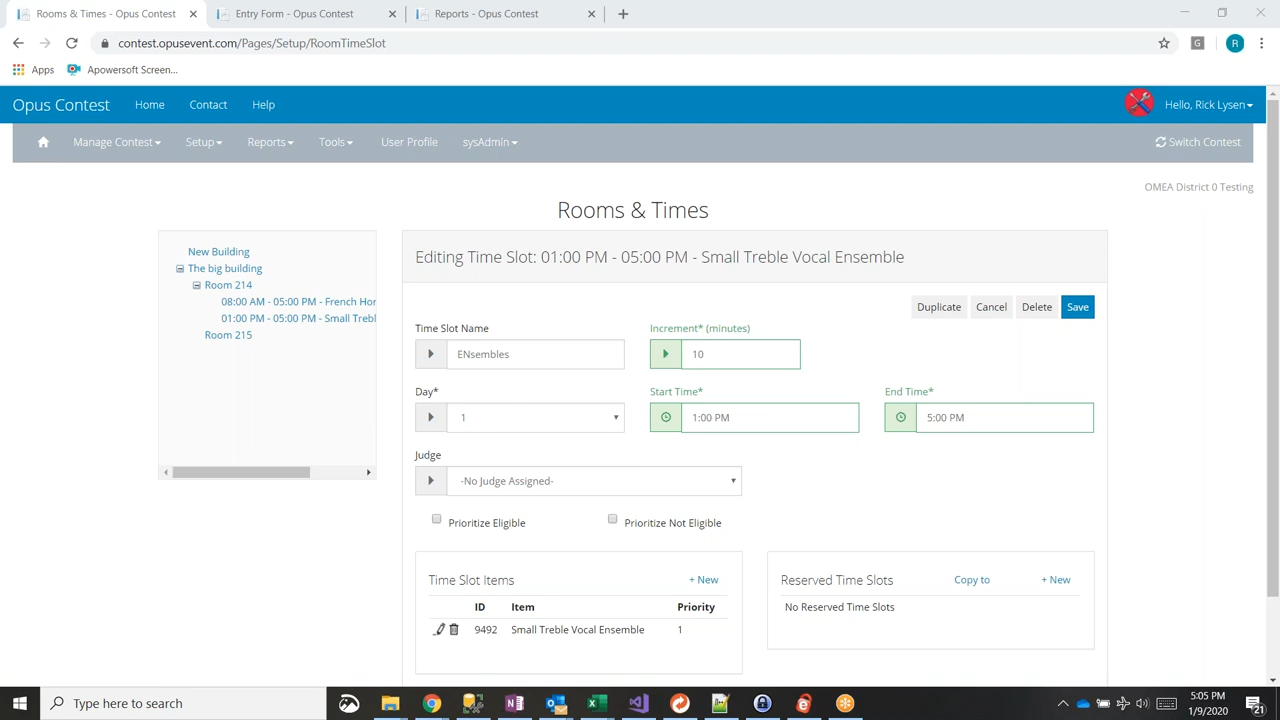 Rooms & Times - Opus Contest
Entry Form - Opus Contest
Reports - Opus Contest
contest.opusevent.com/Pages/Setup/RoomTimeSlot
G
R
Apps
Apowersoft Screen...
Opus Contest
Home
Contact
Help
Hello, Rick Lysen
Manage Contest
Setup
Reports
Tools
User Profile
sysAdmin
Switch Contest
OMEA District 0 Testing
Rooms & Times
New Building
The big building
Room 214
08:00 AM - 05:00 PM - French Hor
01:00 PM - 05:00 PM - Small Trebl
Room 215
Editing Time Slot: 01:00 PM - 05:00 PM - Small Treble Vocal Ensemble
Duplicate
Cancel
Delete
Save
Time Slot Name
Increment* (minutes)
ENsembles
10
Day*
Start Time*
End Time*
1
1:00 PM
5:00 PM
Judge
-No Judge Assigned-
Prioritize Eligible
Prioritize Not Eligible
Time Slot Items
+ New
ID Item Priority
9492 Small Treble Vocal Ensemble 1
Reserved Time Slots
Copy to
+ New
No Reserved Time Slots
Type here to search
5:05 PM
1/9/2020
21